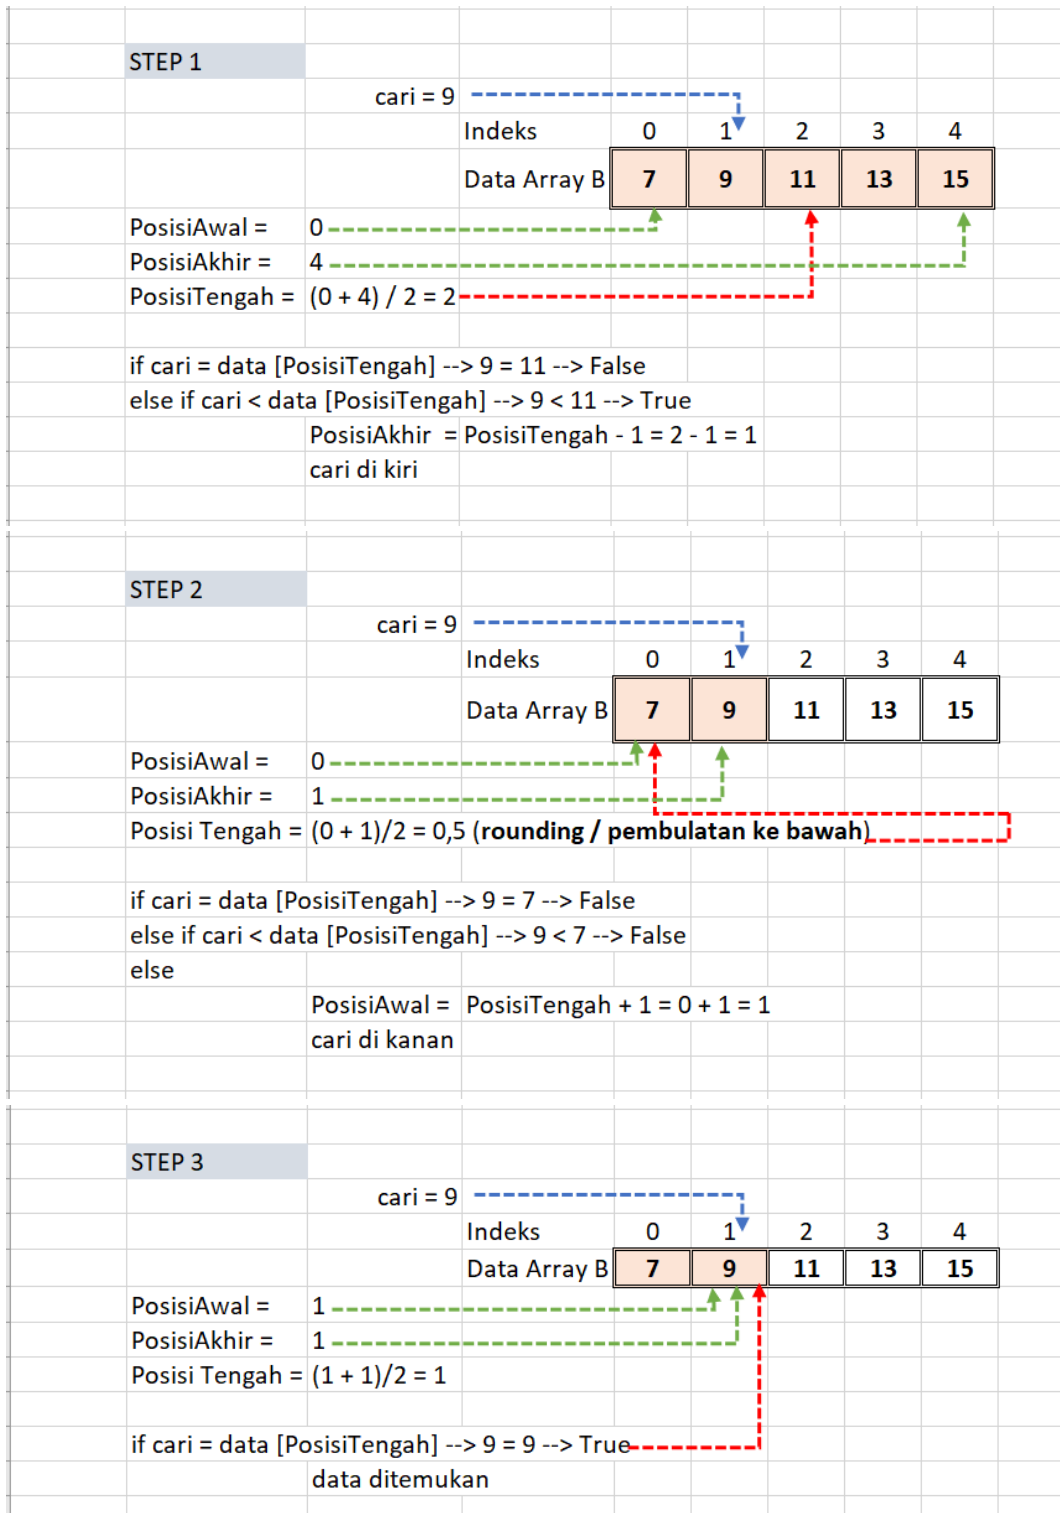 STEP 1
cari = 9
Indeks 0 1 2 3 4
Data Array B 7 9 11 13 15
PosisiAwal = 0
PosisiAkhir = 4
PosisiTengah = (0 + 4) / 2 = 2
if cari = data [PosisiTengah] --> 9 = 11 --> False
else if cari < data [PosisiTengah] --> 9 < 11 --> True
PosisiAkhir = PosisiTengah - 1 = 2 - 1 = 1
cari di kiri
STEP 2
cari = 9
Indeks 0 1 2 3 4
Data Array B 7 9 11 13 15
PosisiAwal = 0
PosisiAkhir = 1
Posisi Tengah = (0 + 1)/2 = 0,5 (rounding / pembulatan ke bawah)
if cari = data [PosisiTengah] --> 9 = 7 --> False
else if cari < data [PosisiTengah] --> 9 < 7 --> False
else
PosisiAwal = PosisiTengah + 1 = 0 + 1 = 1
cari di kanan
STEP 3
cari = 9
Indeks 0 1 2 3 4
Data Array B 7 9 11 13 15
PosisiAwal = 1
PosisiAkhir = 1
Posisi Tengah = (1 + 1)/2 = 1
if cari = data [PosisiTengah] --> 9 = 9 --> True
data ditemukan